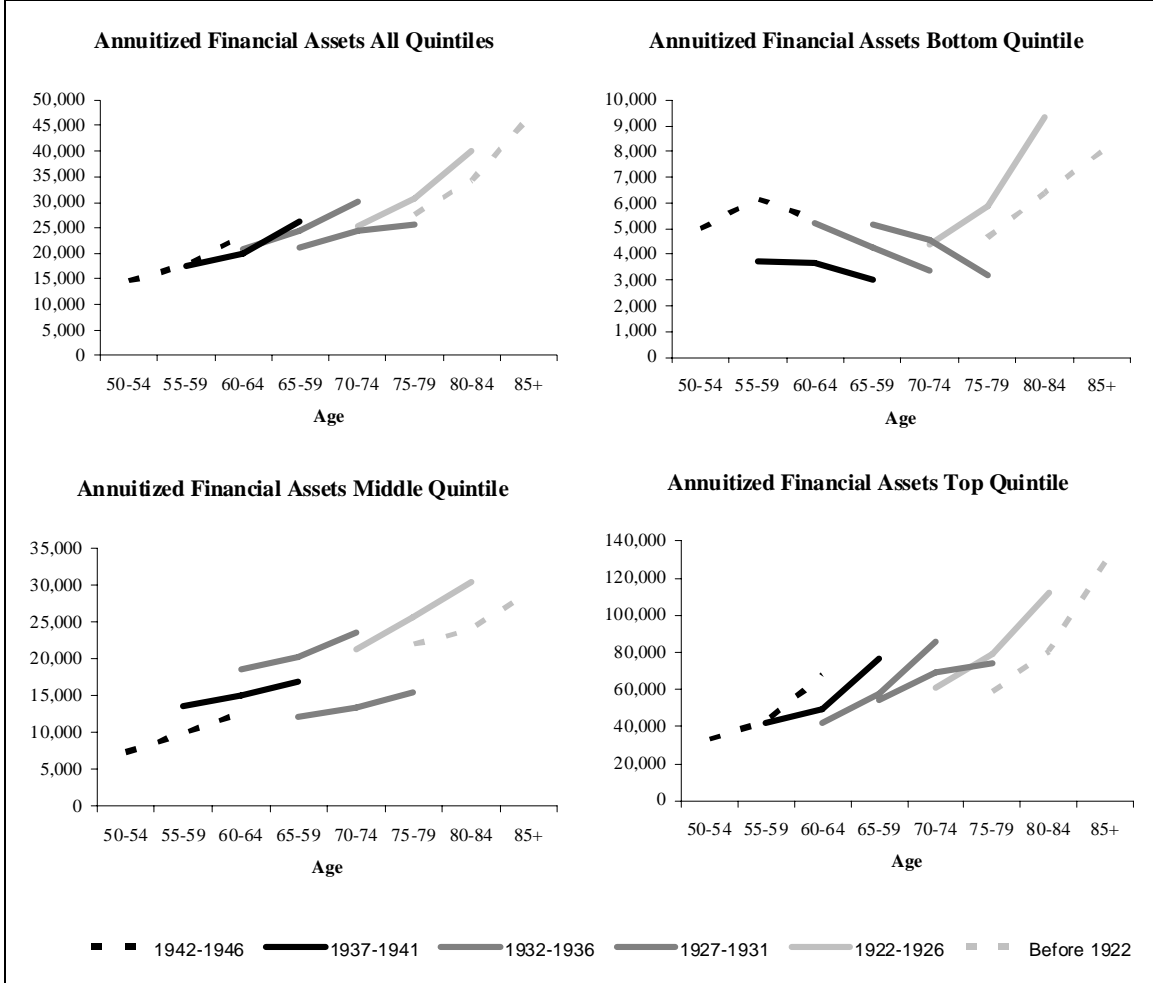 Annuitized Financial Assets All Quintiles
50,000
45,000
40,000
35,000
30,000
25,000
20,000
15,000
10,000
5,000
0
50-54 55-59 60-64 65-59 70-74 75-79 80-84 85+
Age
Annuitized Financial Assets Bottom Quintile
10,000
9,000
8,000
7,000
6,000
5,000
4,000
3,000
2,000
1,000
0
50-54 55-59 60-64 65-59 70-74 75-79 80-84 85+
Age
Annuitized Financial Assets Middle Quintile
35,000
30,000
25,000
20,000
15,000
10,000
5,000
0
50-54 55-59 60-64 65-59 70-74 75-79 80-84 85+
Age
Annuitized Financial Assets Top Quintile
140,000
120,000
100,000
80,000
60,000
40,000
20,000
0
50-54 55-59 60-64 65-59 70-74 75-79 80-84 85+
Age
1942-1946 1937-1941 1932-1936 1927-1931 1922-1926 Before 1922